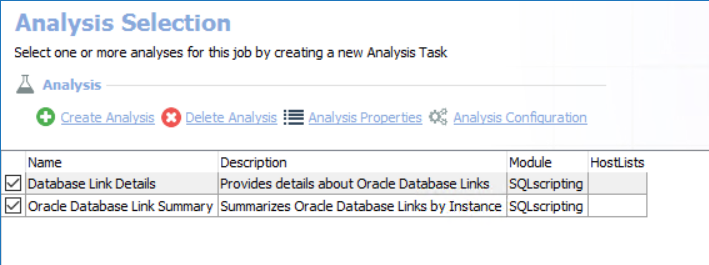 Analysis Selection
Select one or more analyses for this job by creating a new Analysis Task
Analysis
Create Analysis Delete Analysis Analysis Properties Analysis Configuration
Name Description Module HostLists
Database Link Details Provides details about Oracle Database Links SQLscripting
Oracle Database Link Summary Summarizes Oracle Database Links by Instance SQLscripting